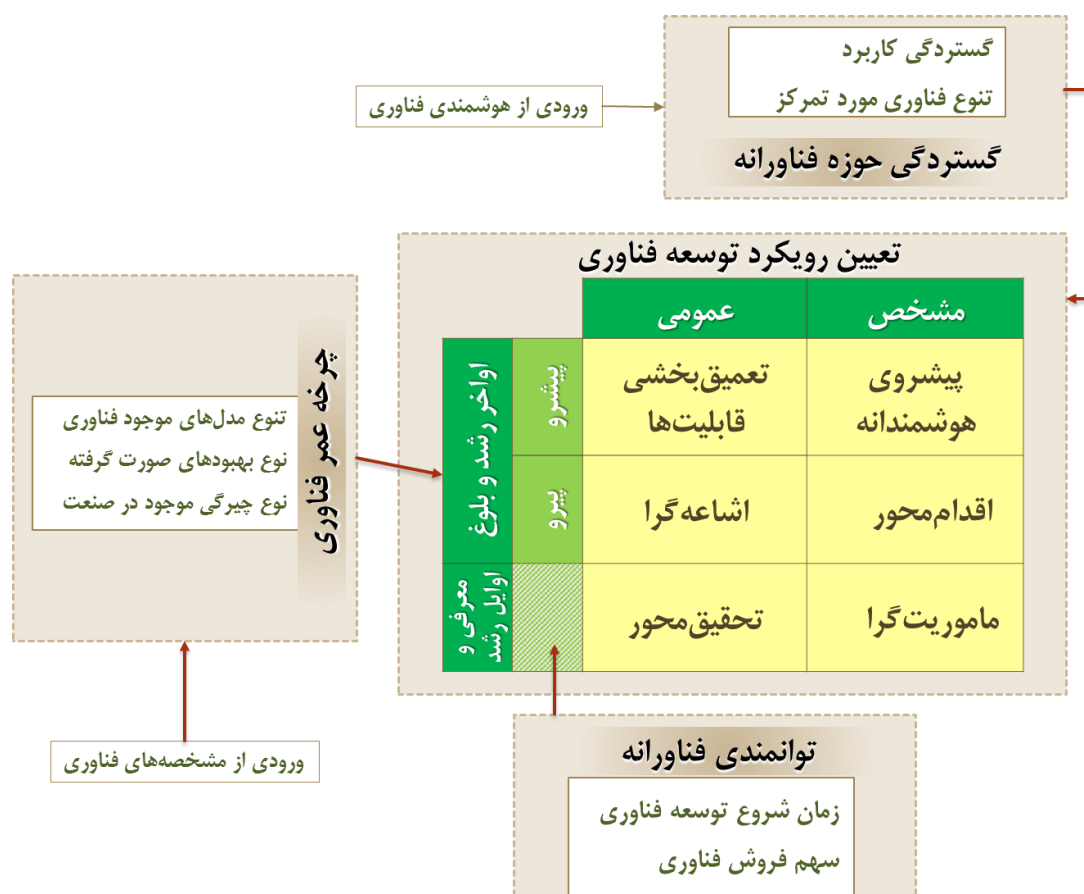 گستردگی کاربرد
تنوع فناوری مورد تمرکز
گستردگی حوزه فناورانه
ورودی از هوشمندی فناوری
تعیین رویکرد توسعه فناوری
مشخص
عمومی
پیشروی
هوشمندانه
تعمیق‌بخشی
قابلیت‌ها
پیشرو
اواخر رشد و بلوغ
اقدام‌محور
اشاعه‌گرا
پیرو
ماموریت‌گرا
تحقیق‌محور
معرفی و
اوایل رشد
چرخه عمر فناوری
تنوع مدل‌های موجود فناوری
نوع بهبودهای صورت گرفته
نوع چیرگی موجود در صنعت
ورودی از مشخصه‌های فناوری
توانمندی فناورانه
زمان شروع توسعه فناوری
سهم فروش فناوری